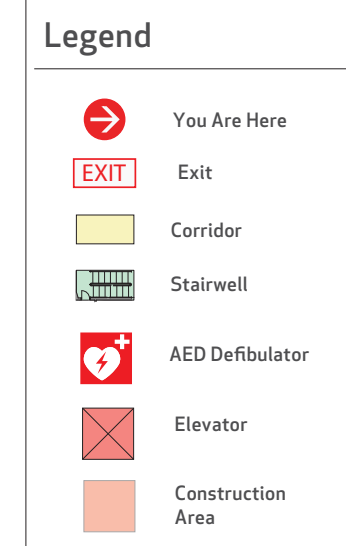 Legend
You Are Here
EXIT Exit
Corridor
Stairwell
AED Defibulator
Elevator
Construction
Area